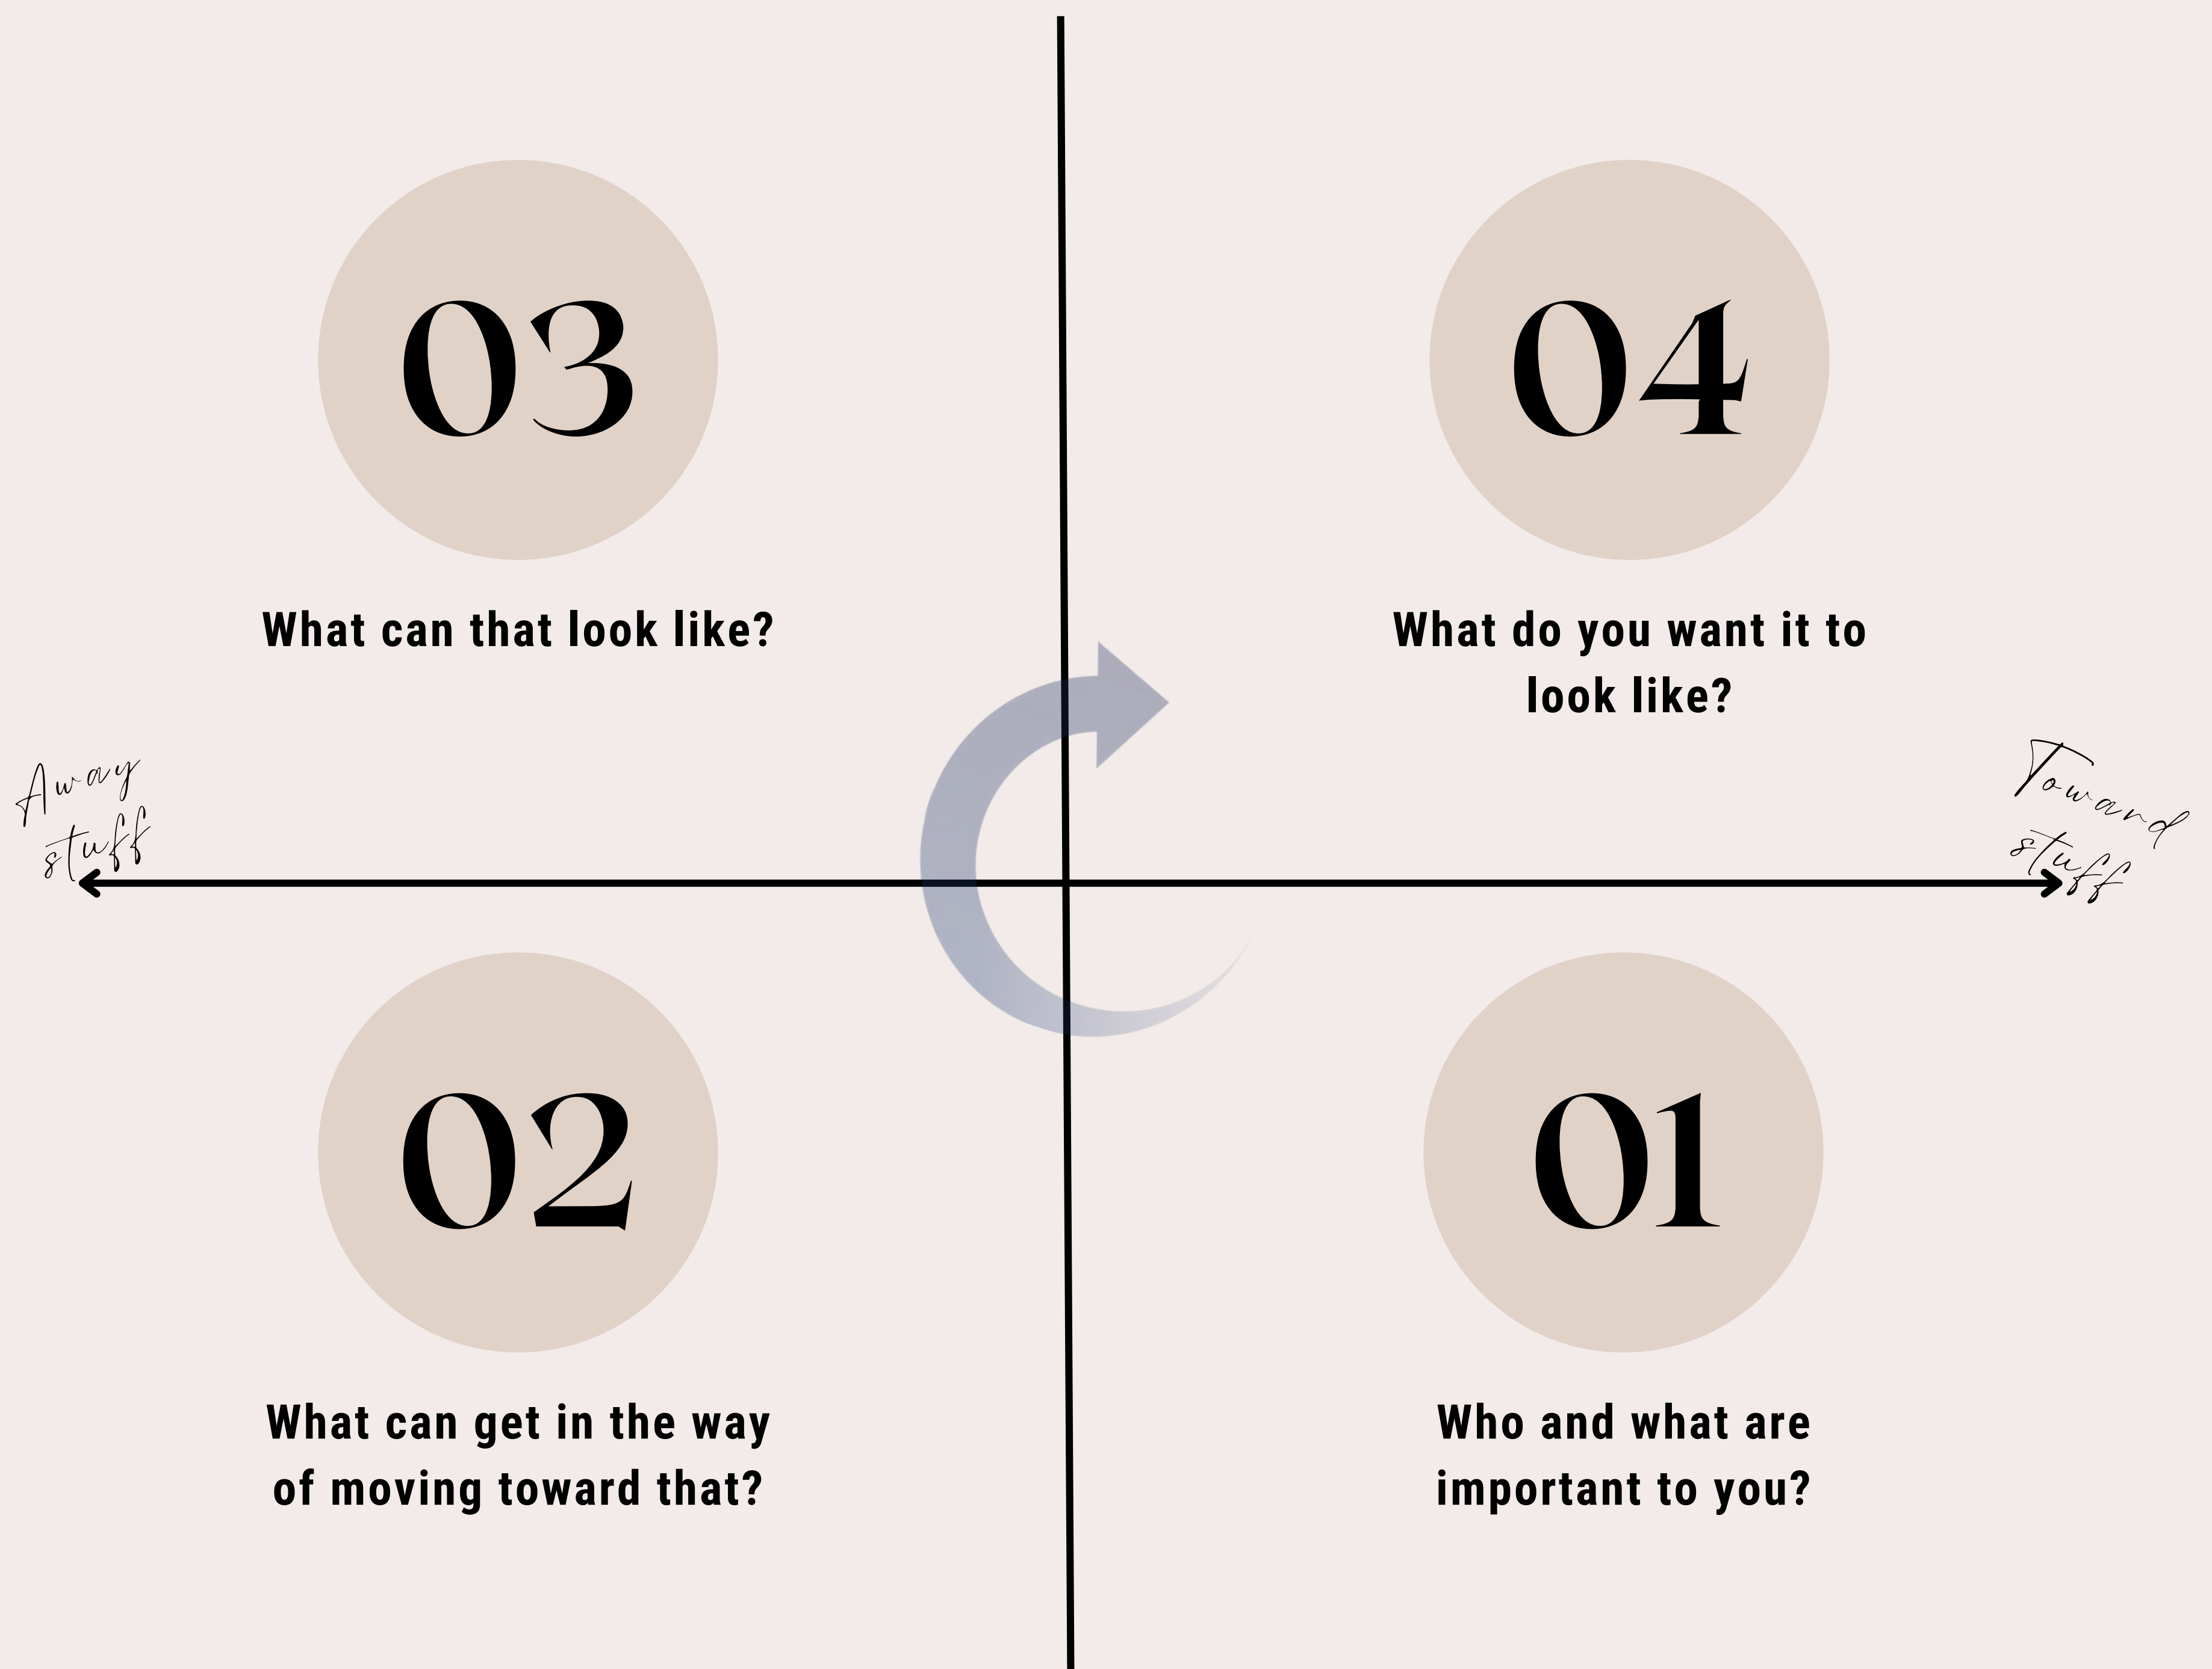 03
What can that look like?
04
What do you want it to
look like?
Away
stuff
Toward
stuff
02
What can get in the way
of moving toward that?
01
Who and what are
important to you?